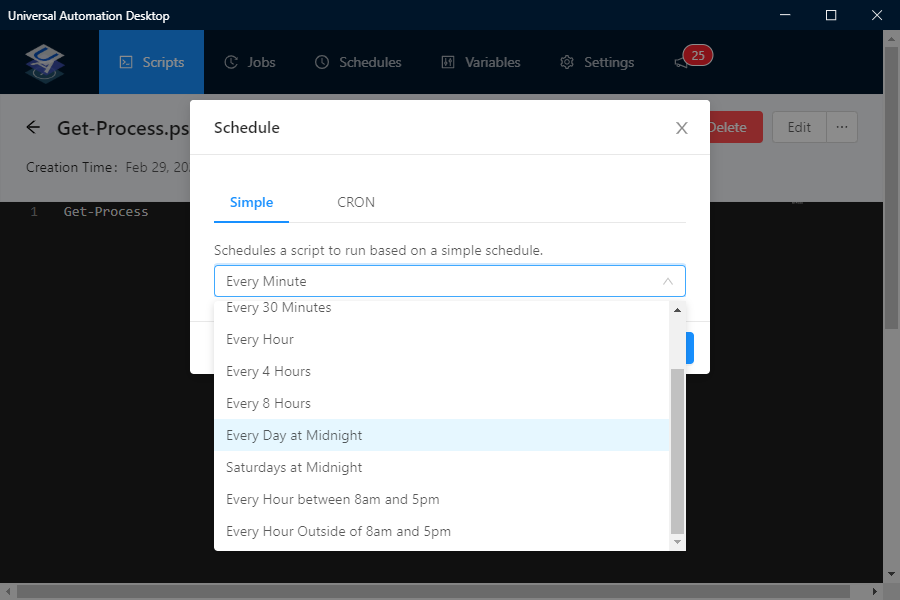 Universal Automation Desktop
Scripts Jobs Schedules Variables Settings 25
Get-Process.ps
Delete Edit ...
Creation Time: Feb 29, 20
1 Get-Process
Schedule
Simple CRON
Schedules a script to run based on a simple schedule.
Every Minute
Every 30 Minutes
Every Hour
Every 4 Hours
Every 8 Hours
Every Day at Midnight
Saturdays at Midnight
Every Hour between 8am and 5pm
Every Hour Outside of 8am and 5pm